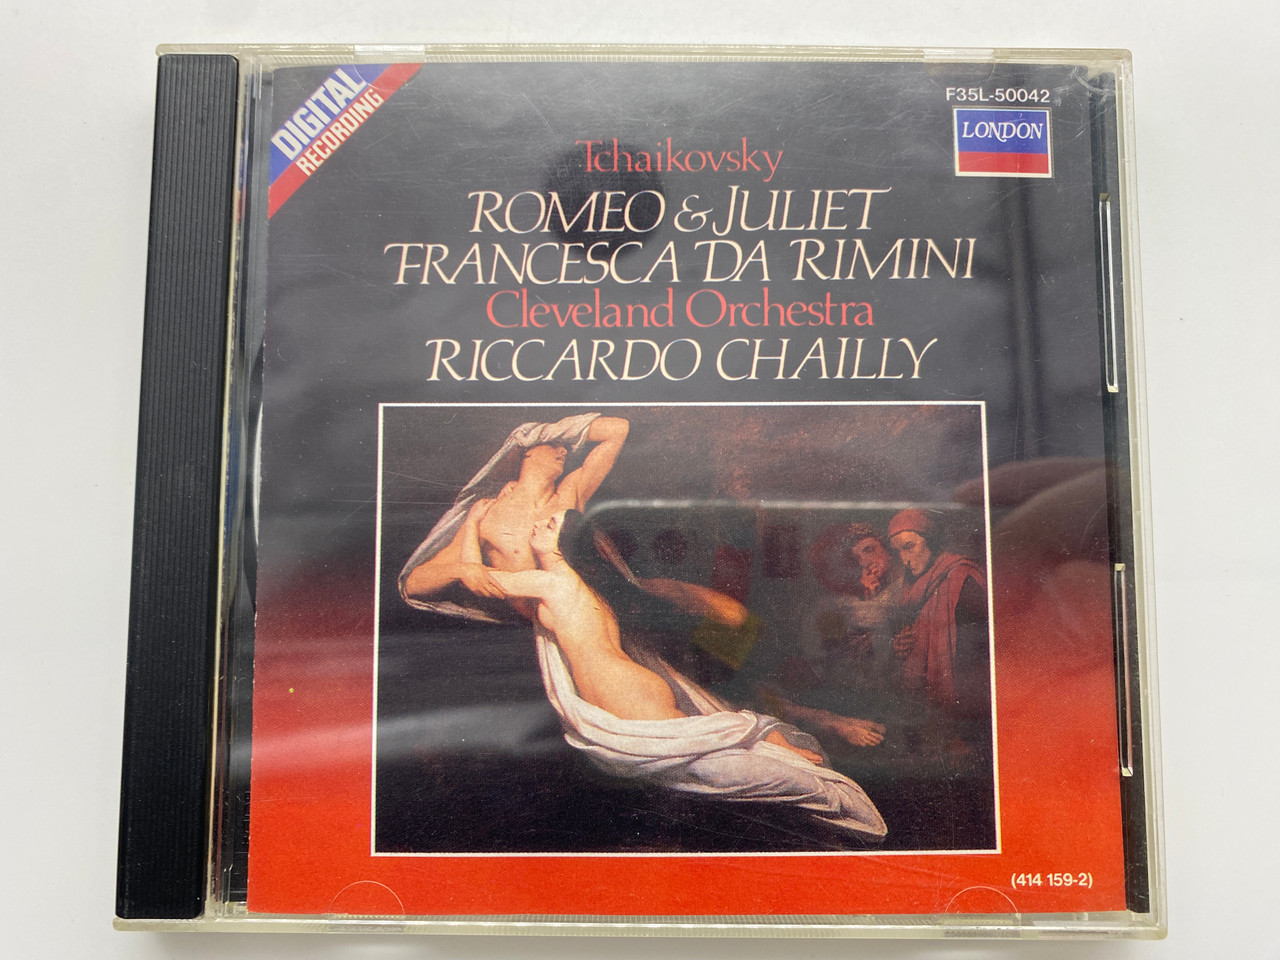 DIGITAL
RECORDING
F35L-50042
LONDON
Tchaikovsky
ROMEO & JULIET
FRANCESCA DA RIMINI
Cleveland Orchestra
RICCARDO CHAILLY
(414 159-2)